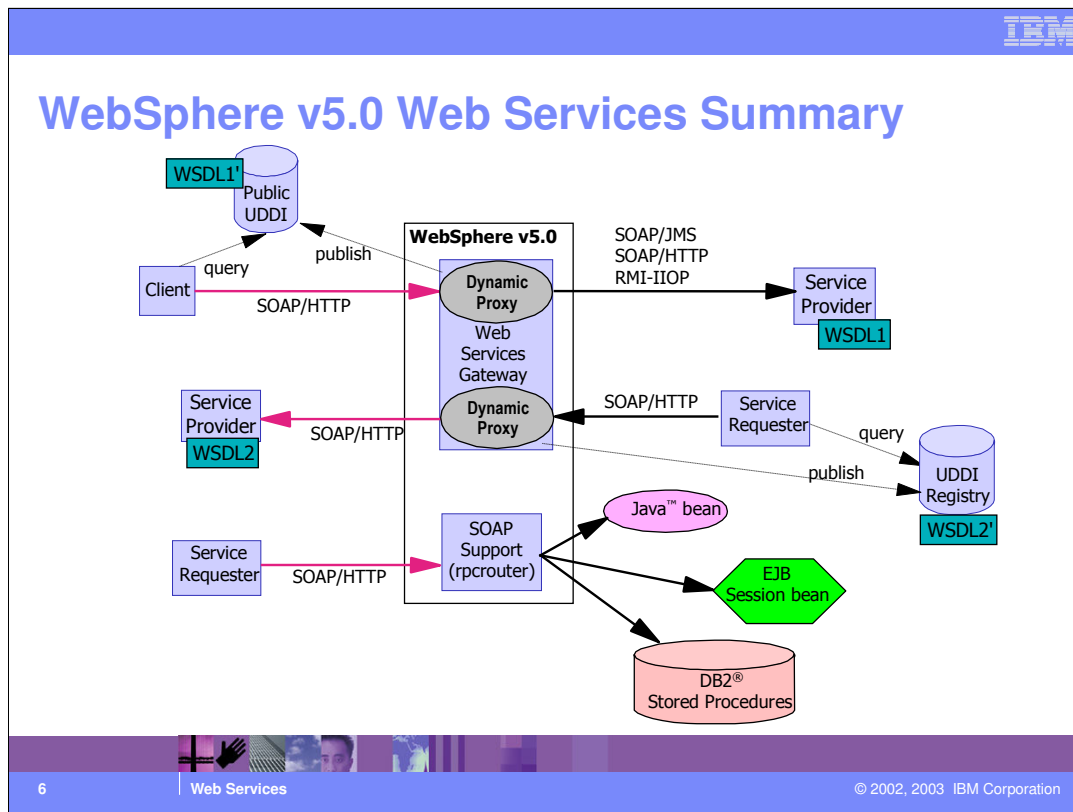 IBM
WebSphere v5.0 Web Services Summary
WSDL1'
Public
UDDI
WebSphere v5.0
SOAP/JMS
SOAP/HTTP
RMI-IIOP
query
publish
Client
SOAP/HTTP
Dynamic
Proxy
Service
Provider
WSDL1
Web
Services
Gateway
Service
Provider
WSDL2
SOAP/HTTP
Dynamic
Proxy
SOAP/HTTP
Service
Requester
query
publish
UDDI
Registry
WSDL2'
Java™ bean
Service
Requester
SOAP/HTTP
SOAP
Support
(rpcrouter)
EJB
Session bean
DB2®
Stored Procedures
6
Web Services
© 2002, 2003 IBM Corporation